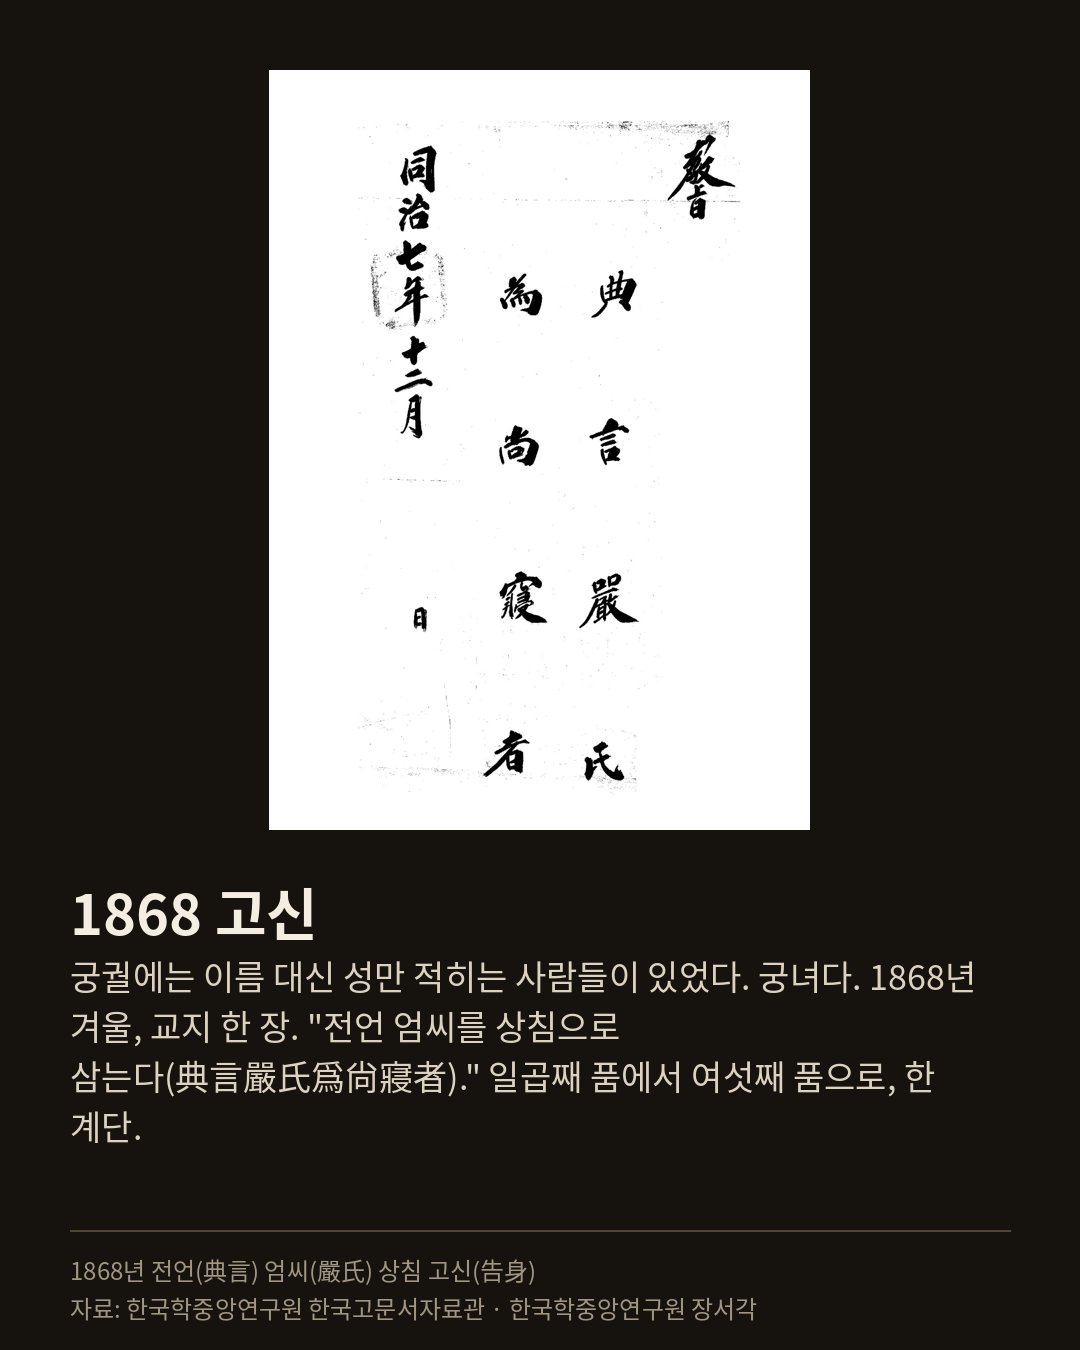 敎旨
典言嚴氏
為尚寢者
同治七年十二月 日
1868 고신
궁궐에는 이름 대신 성만 적히는 사람들이 있었다. 궁녀다. 1868년
겨울, 교지 한 장. "전언 엄씨를 상침으로
삼는다(典言嚴氏爲尙寢者)." 일곱째 품에서 여섯째 품으로, 한
계단.
1868년 전언(典言) 엄씨(嚴氏) 상침 고신(告身)
자료: 한국학중앙연구원 한국고문서자료관 · 한국학중앙연구원 장서각